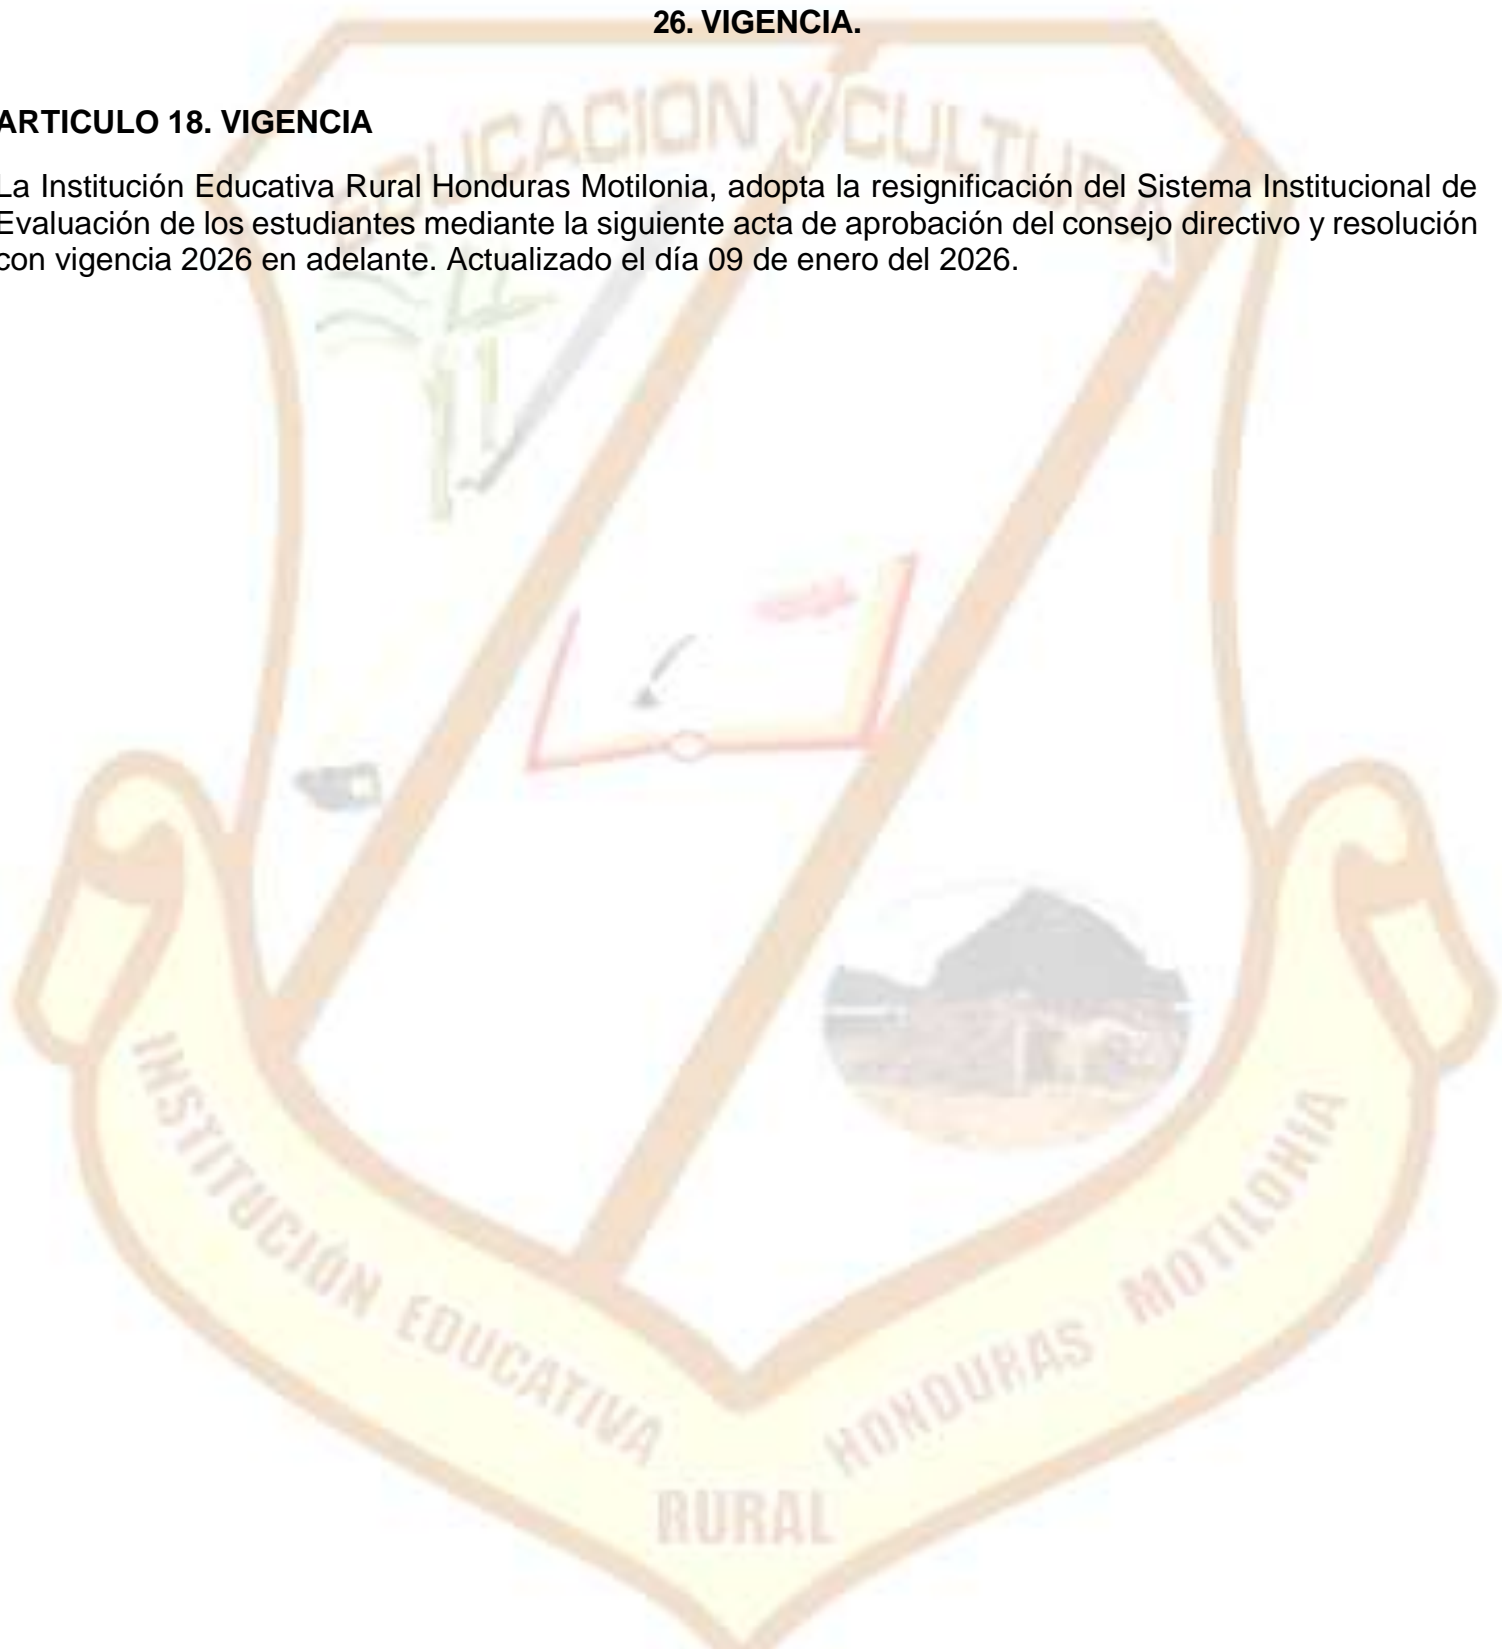 26. VIGENCIA.
ARTICULO 18. VIGENCIA
La Institución Educativa Rural Honduras Motilonia, adopta la resignificación del Sistema Institucional de
Evaluación de los estudiantes mediante la siguiente acta de aprobación del consejo directivo y resolución
con vigencia 2026 en adelante. Actualizado el día 09 de enero del 2026.
EDUCACION Y CULTURA
INSTITUCIÓN EDUCATIVA
RURAL
HONDURAS MOTILONIA